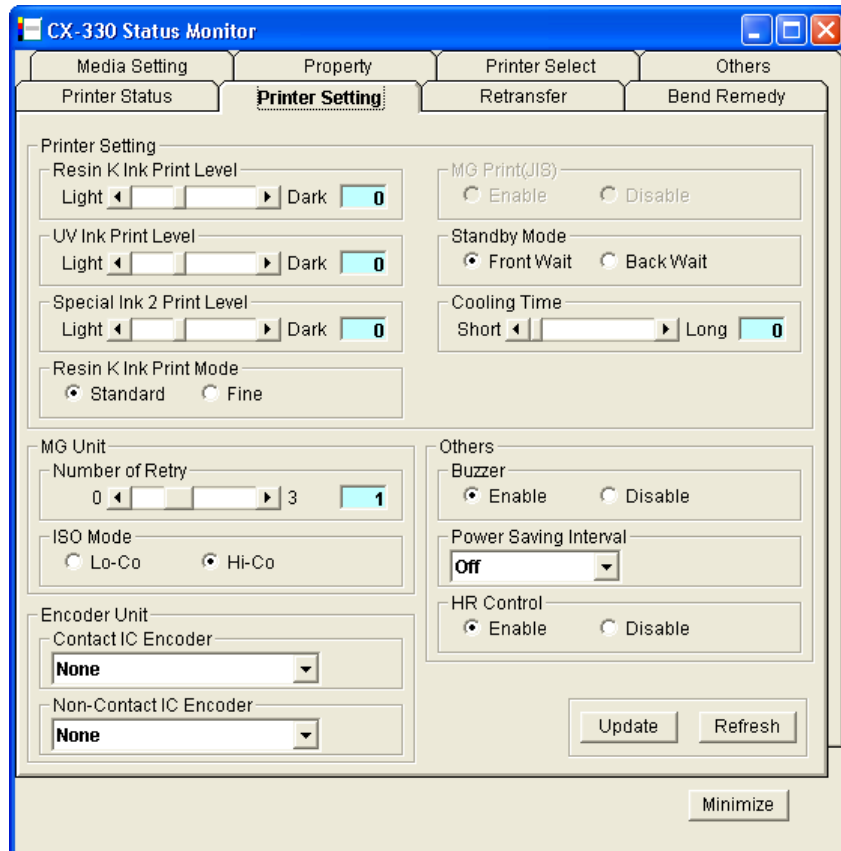 CX-330 Status Monitor
Media Setting Property Printer Select Others
Printer Status Printer Setting Retransfer Bend Remedy
Printer Setting
Resin K Ink Print Level
Light Dark 0
UV Ink Print Level
Light Dark 0
Special Ink 2 Print Level
Light Dark 0
Resin K Ink Print Mode
Standard Fine
MG Print(JIS)
Enable Disable
Standby Mode
Front Wait Back Wait
Cooling Time
Short Long 0
MG Unit
Number of Retry
0 3 1
ISO Mode
Lo-Co Hi-Co
Encoder Unit
Contact IC Encoder
None
Non-Contact IC Encoder
None
Others
Buzzer
Enable Disable
Power Saving Interval
Off
HR Control
Enable Disable
Update Refresh
Minimize